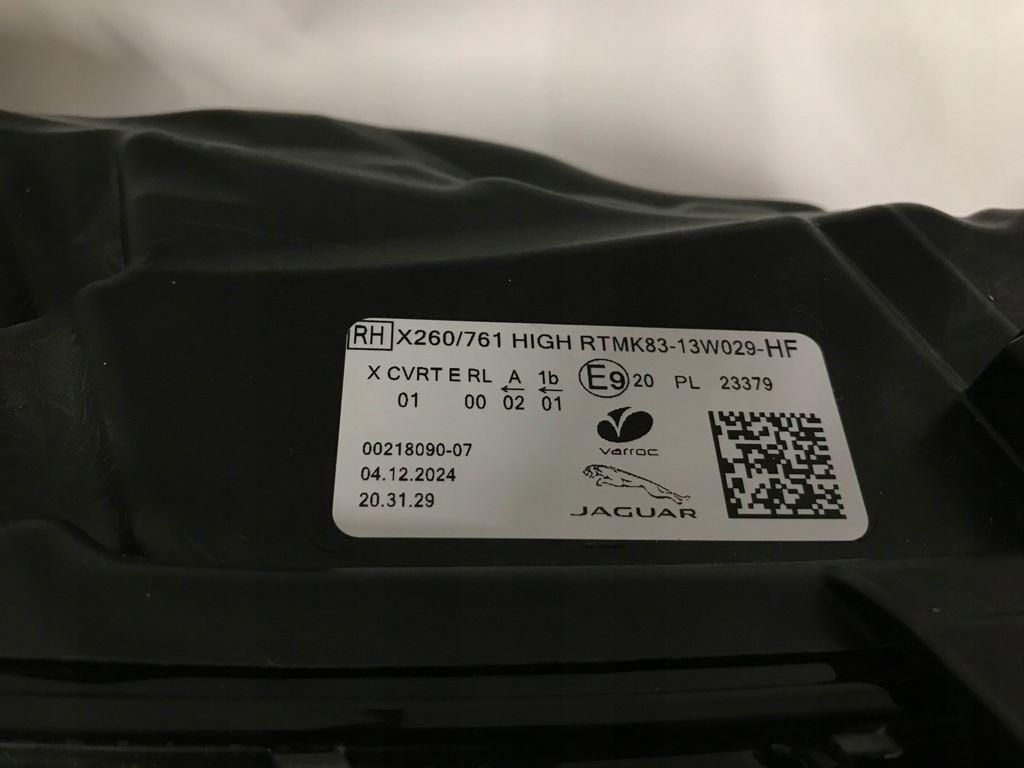 RH X260/761 HIGH RTMK83-13W029-HF
X CVRT E RL A 1b E9 20 PL 23379
01 00 02 01
varroc
00218090-07
04.12.2024
20.31.29
JAGUAR